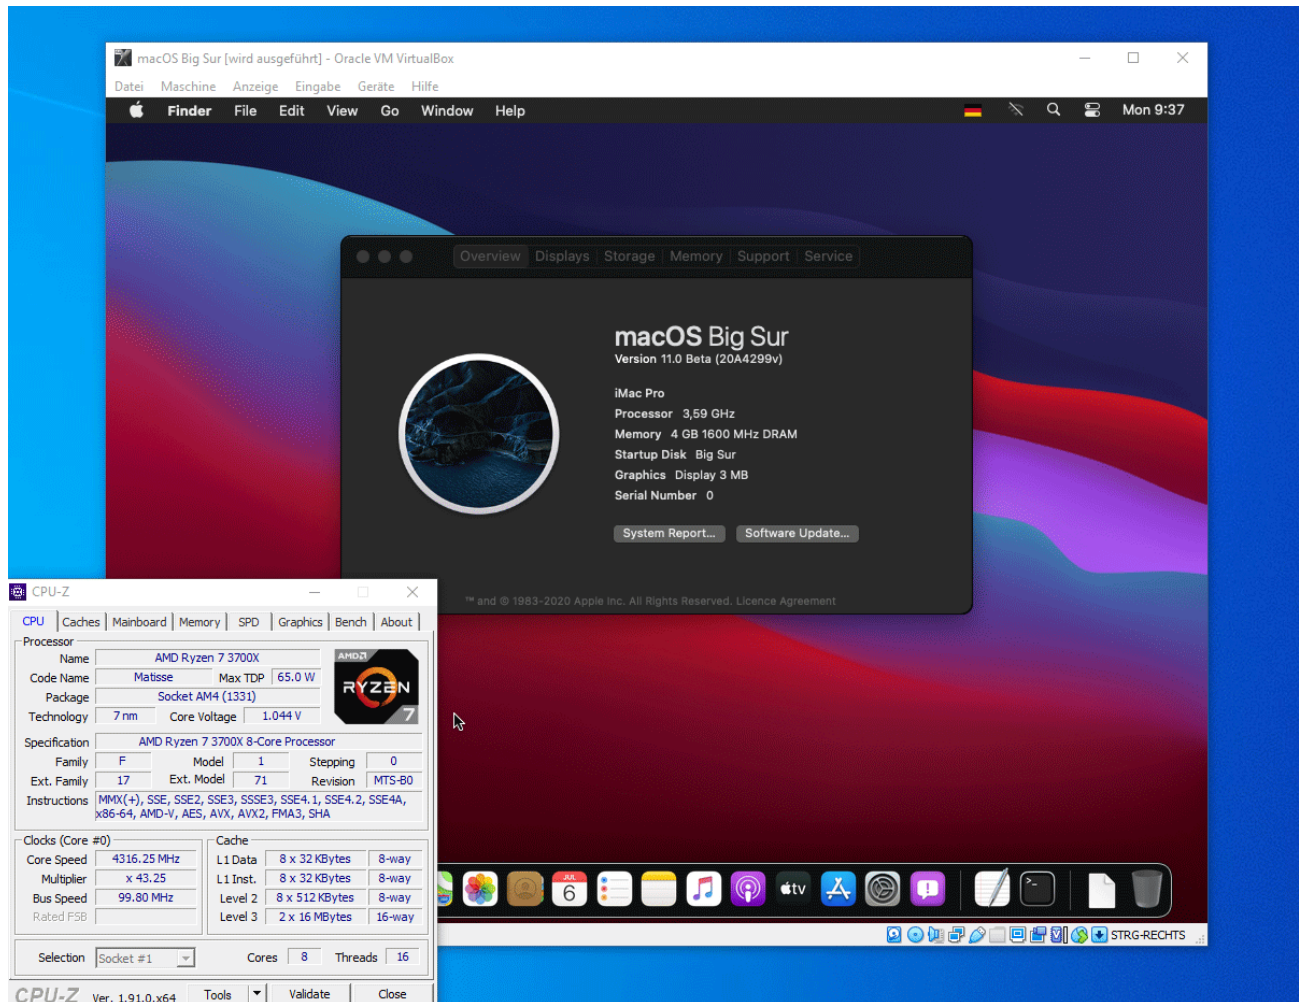 macOS Big Sur [wird ausgeführt] - Oracle VM VirtualBox
Datei Maschine Anzeige Eingabe Geräte Hilfe
Finder File Edit View Go Window Help Mon 9:37
Overview Displays Storage Memory Support Service
macOS Big Sur
Version 11.0 Beta (20A4299v)
iMac Pro
Processor 3,59 GHz
Memory 4 GB 1600 MHz DRAM
Startup Disk Big Sur
Graphics Display 3 MB
Serial Number 0
System Report... Software Update...
™ and © 1983-2020 Apple Inc. All Rights Reserved. Licence Agreement
CPU-Z
CPU Caches Mainboard Memory SPD Graphics Bench About
Processor
Name AMD Ryzen 7 3700X
Code Name Matisse Max TDP 65.0 W
Package Socket AM4 (1331)
Technology 7 nm Core Voltage 1.044 V
AMD
RYZEN
7
Specification AMD Ryzen 7 3700X 8-Core Processor
Family F Model 1 Stepping 0
Ext. Family 17 Ext. Model 71 Revision MTS-B0
Instructions MMX(+), SSE, SSE2, SSE3, SSSE3, SSE4.1, SSE4.2, SSE4A,
x86-64, AMD-V, AES, AVX, AVX2, FMA3, SHA
Clocks (Core #0)
Core Speed 4316.25 MHz
Multiplier x 43.25
Bus Speed 99.80 MHz
Rated FSB
Cache
L1 Data 8 x 32 KBytes 8-way
L1 Inst. 8 x 32 KBytes 8-way
Level 2 8 x 512 KBytes 8-way
Level 3 2 x 16 MBytes 16-way
Selection Socket #1 Cores 8 Threads 16
CPU-Z Ver. 1.91.0.x64 Tools Validate Close
JUL
6
tv
STRG-RECHTS